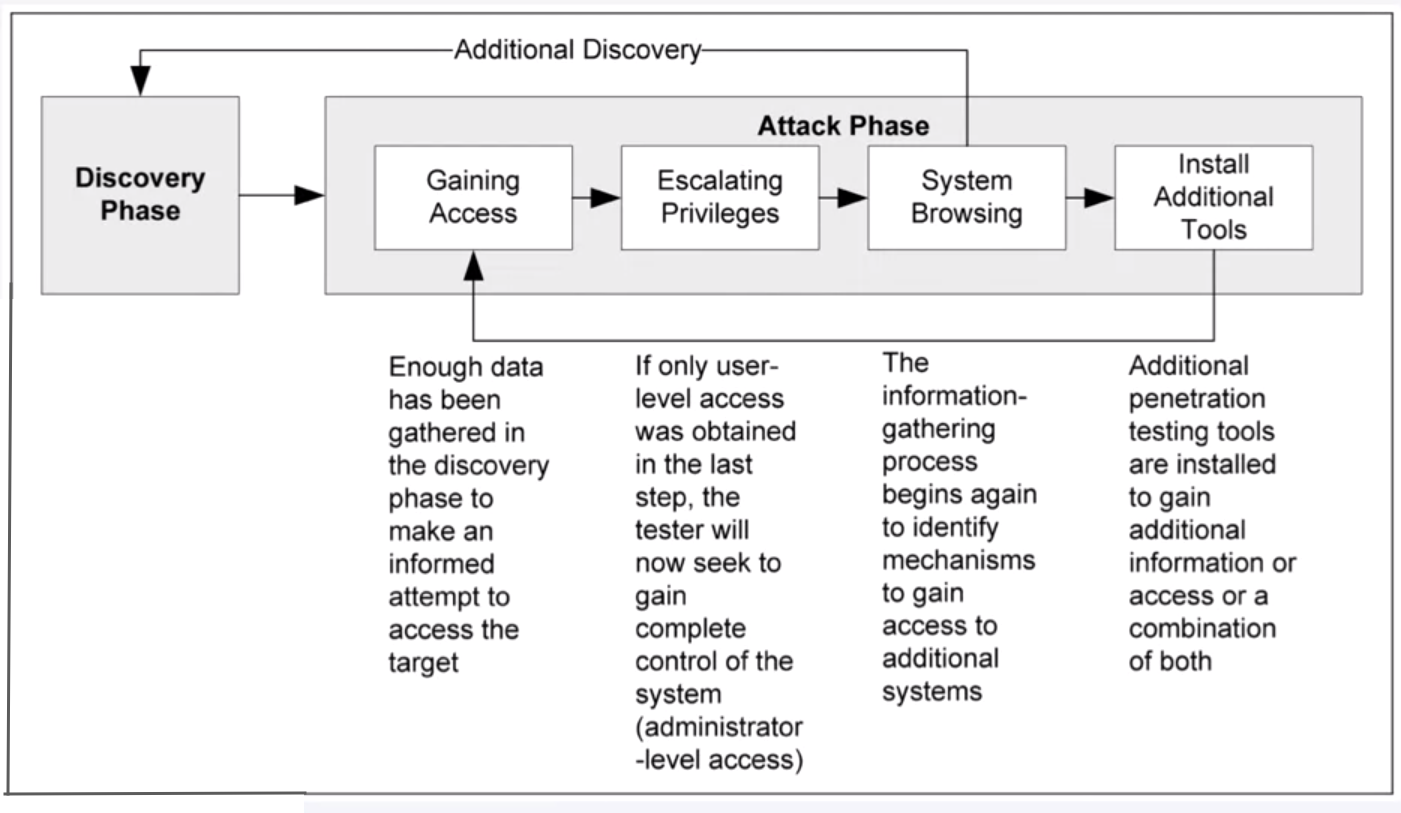 Additional Discovery
Discovery
Phase
Attack Phase
Gaining
Access
Escalating
Privileges
System
Browsing
Install
Additional
Tools
Enough data
has been
gathered in
the discovery
phase to
make an
informed
attempt to
access the
target
If only user-
level access
was obtained
in the last
step, the
tester will
now seek to
gain
complete
control of the
system
(administrator
-level access)
The
information-
gathering
process
begins again
to identify
mechanisms
to gain
access to
additional
systems
Additional
penetration
testing tools
are installed
to gain
additional
information or
access or a
combination
of both